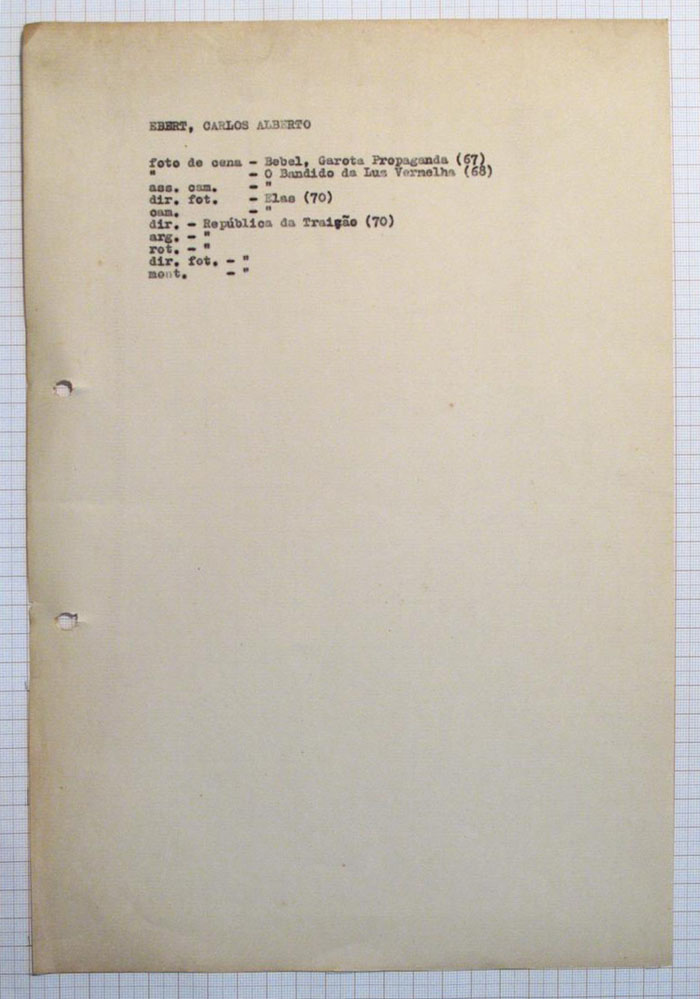 EBERT, CARLOS ALBERTO
foto de cena - Bebel, Garota Propaganda (67)
" - O Bandido da Luz Vermelha (68)
ass. cam. - "
dir. fot. - Elas (70)
cam. - "
dir. - República da Traição (70)
arg. - "
rot. - "
dir. fot. - "
mont. - "